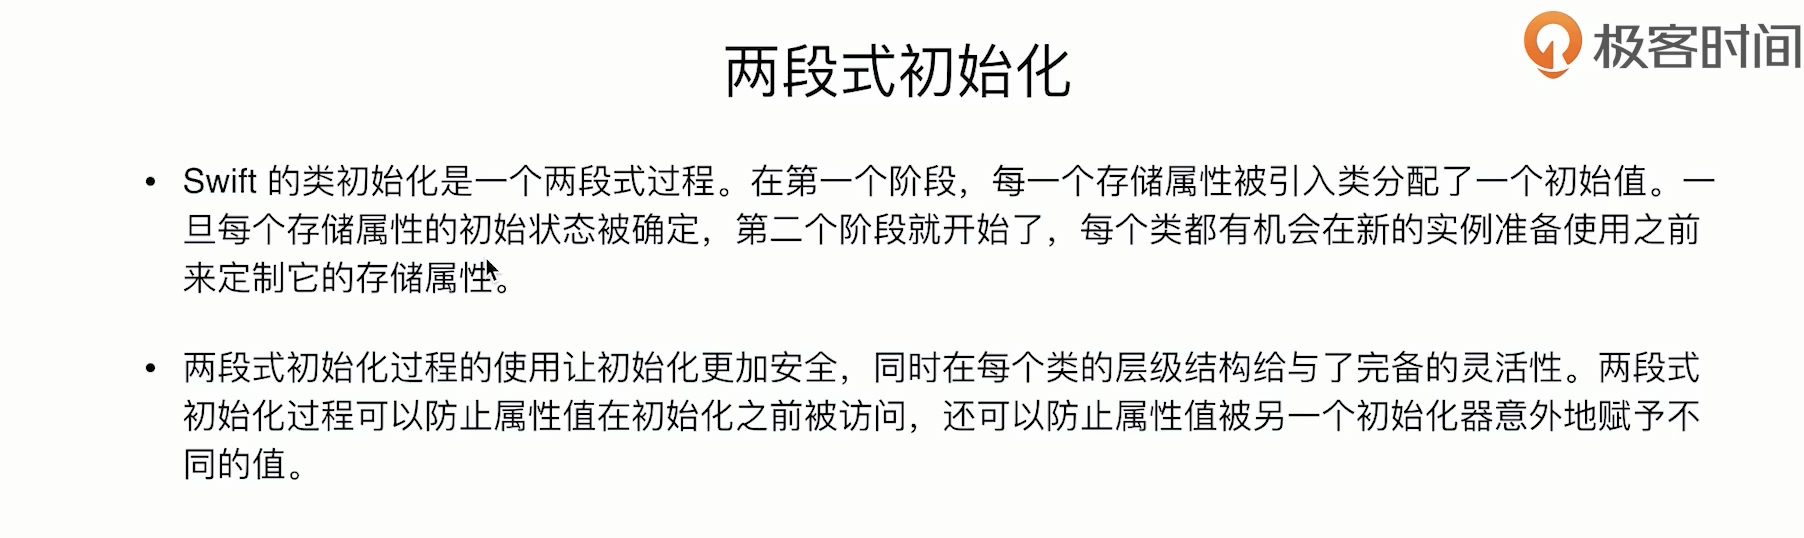 极客时间
两段式初始化
• Swift 的类初始化是一个两段式过程。在第一个阶段，每一个存储属性被引入类分配了一个初始值。一
旦每个存储属性的初始状态被确定，第二个阶段就开始了，每个类都有机会在新的实例准备使用之前
来定制它的存储属性。
• 两段式初始化过程的使用让初始化更加安全，同时在每个类的层级结构给与了完备的灵活性。两段式
初始化过程可以防止属性值在初始化之前被访问，还可以防止属性值被另一个初始化器意外地赋予不
同的值。